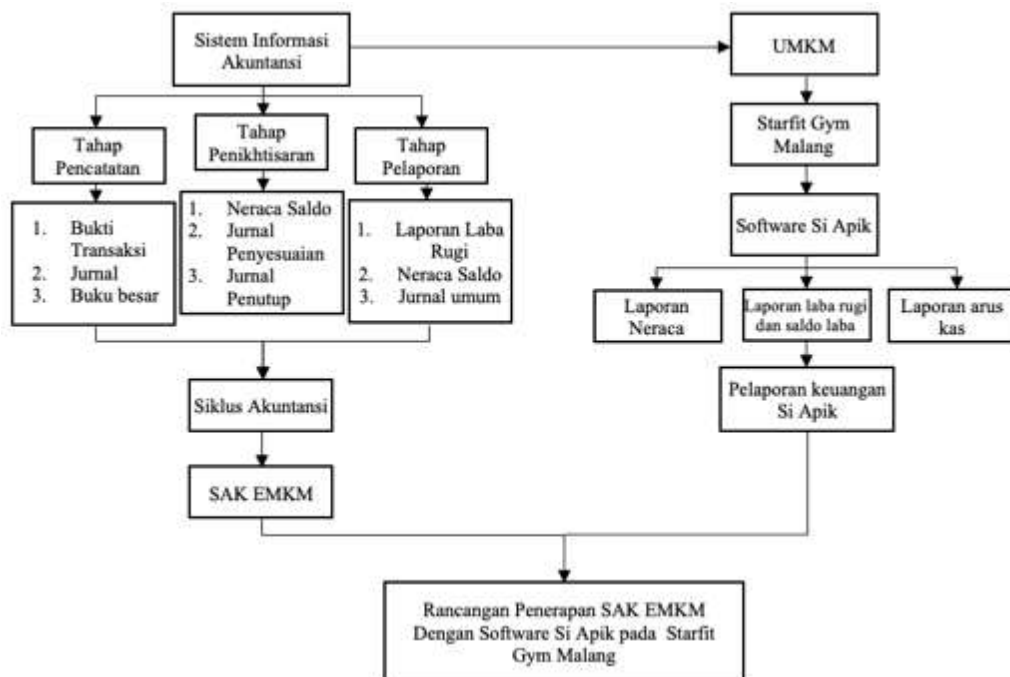 Sistem Informasi
Akuntansi
UMKM
Tahap
Pencatatan
Tahap
Penikhtisaran
Tahap
Pelaporan
Starfit Gym
Malang
1. Bukti
Transaksi
2. Jurnal
3. Buku besar
1. Neraca Saldo
2. Jurnal
Penyesuaian
3. Jurnal
Penutup
1. Laporan Laba
Rugi
2. Neraca Saldo
3. Jurnal umum
Software Si Apik
Laporan
Neraca
Laporan laba rugi
dan saldo laba
Laporan arus
kas
Siklus Akuntansi
Pelaporan keuangan
Si Apik
SAK EMKM
Rancangan Penerapan SAK EMKM
Dengan Software Si Apik pada Starfit
Gym Malang